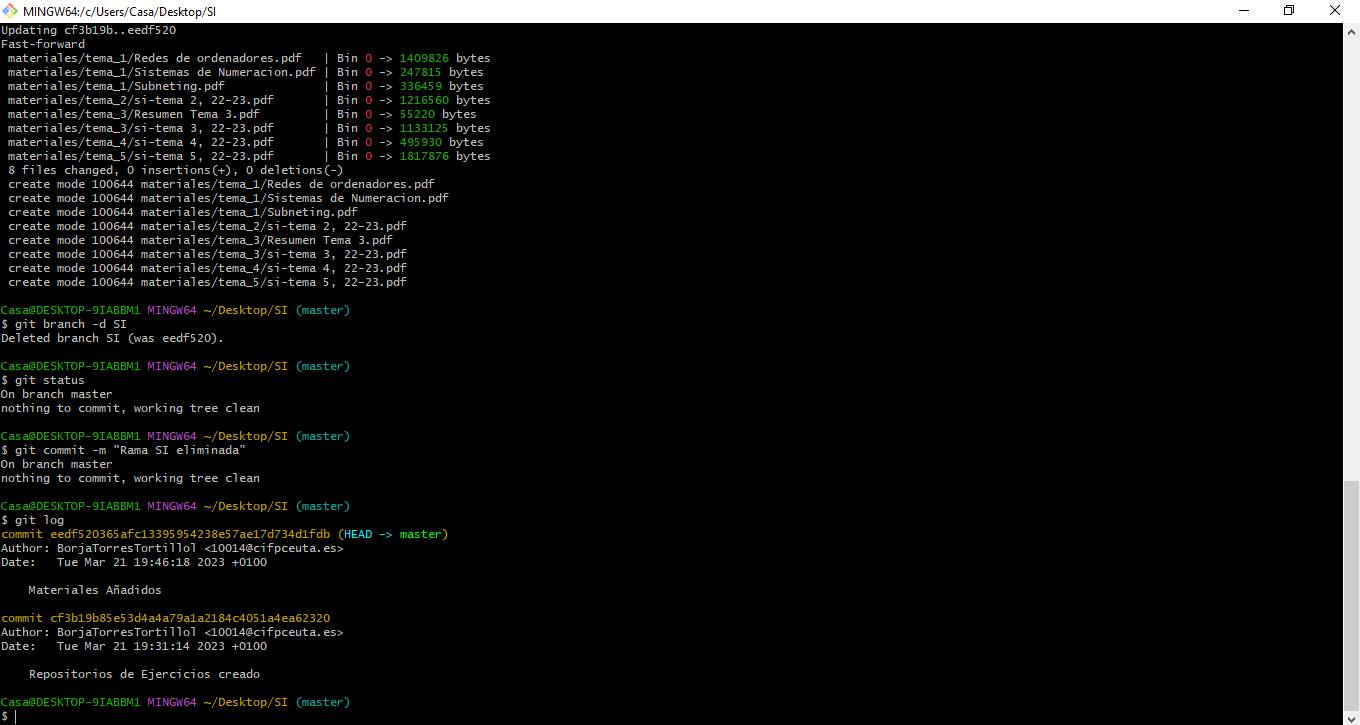 MINGW64:/c/Users/Casa/Desktop/SI
Updating cf3b19b..eedf520
Fast-forward
 materiales/tema_1/Redes de ordenadores.pdf   | Bin 0 -> 1409826 bytes
 materiales/tema_1/Sistemas de Numeracion.pdf | Bin 0 -> 247815 bytes
 materiales/tema_1/Subneting.pdf              | Bin 0 -> 336459 bytes
 materiales/tema_2/si-tema 2, 22-23.pdf       | Bin 0 -> 1216560 bytes
 materiales/tema_3/Resumen Tema 3.pdf         | Bin 0 -> 55220 bytes
 materiales/tema_3/si-tema 3, 22-23.pdf       | Bin 0 -> 1133125 bytes
 materiales/tema_4/si-tema 4, 22-23.pdf       | Bin 0 -> 495930 bytes
 materiales/tema_5/si-tema 5, 22-23.pdf       | Bin 0 -> 1817876 bytes
 8 files changed, 0 insertions(+), 0 deletions(-)
 create mode 100644 materiales/tema_1/Redes de ordenadores.pdf
 create mode 100644 materiales/tema_1/Sistemas de Numeracion.pdf
 create mode 100644 materiales/tema_1/Subneting.pdf
 create mode 100644 materiales/tema_2/si-tema 2, 22-23.pdf
 create mode 100644 materiales/tema_3/Resumen Tema 3.pdf
 create mode 100644 materiales/tema_3/si-tema 3, 22-23.pdf
 create mode 100644 materiales/tema_4/si-tema 4, 22-23.pdf
 create mode 100644 materiales/tema_5/si-tema 5, 22-23.pdf
Casa@DESKTOP-9IABBM1 MINGW64 ~/Desktop/SI (master)
$ git branch -d SI
Deleted branch SI (was eedf520).
Casa@DESKTOP-9IABBM1 MINGW64 ~/Desktop/SI (master)
$ git status
On branch master
nothing to commit, working tree clean
Casa@DESKTOP-9IABBM1 MINGW64 ~/Desktop/SI (master)
$ git commit -m "Rama SI eliminada"
On branch master
nothing to commit, working tree clean
Casa@DESKTOP-9IABBM1 MINGW64 ~/Desktop/SI (master)
$ git log
commit eedf520365afc13395954238e57ae17d734d1fdb (HEAD -> master)
Author: BorjaTorresTortillol <10014@cifpceuta.es>
Date:   Tue Mar 21 19:46:18 2023 +0100
    Materiales Añadidos
commit cf3b19b85e53d4a4a79a1a2184c4051a4ea62320
Author: BorjaTorresTortillol <10014@cifpceuta.es>
Date:   Tue Mar 21 19:31:14 2023 +0100
    Repositorios de Ejercicios creado
Casa@DESKTOP-9IABBM1 MINGW64 ~/Desktop/SI (master)
$